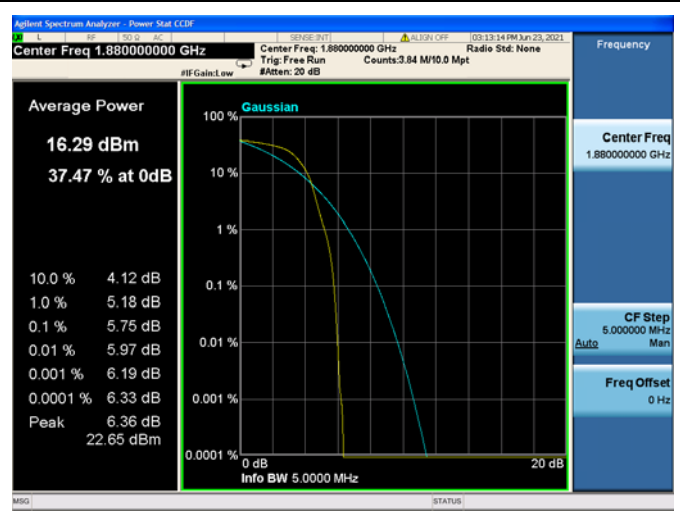 Agilent Spectrum Analyzer - Power Stat CCDF
L RF 50 Ω AC SENSE:INT ALIGN OFF 03:13:14 PM Jun 23, 2021
Center Freq 1.880000000 GHz
Center Freq: 1.880000000 GHz Radio Std: None
Trig: Free Run Counts:3.84 M/10.0 Mpt
#IFGain:Low #Atten: 20 dB
Frequency
Average Power
16.29 dBm
37.47 % at 0dB
10.0 % 4.12 dB
1.0 % 5.18 dB
0.1 % 5.75 dB
0.01 % 5.97 dB
0.001 % 6.19 dB
0.0001 % 6.33 dB
Peak 6.36 dB
22.65 dBm
Gaussian
100 %
10 %
1 %
0.1 %
0.01 %
0.001 %
0.0001 %
0 dB 20 dB
Info BW 5.0000 MHz
Center Freq
1.880000000 GHz
CF Step
5.000000 MHz
Auto Man
Freq Offset
0 Hz
MSG STATUS